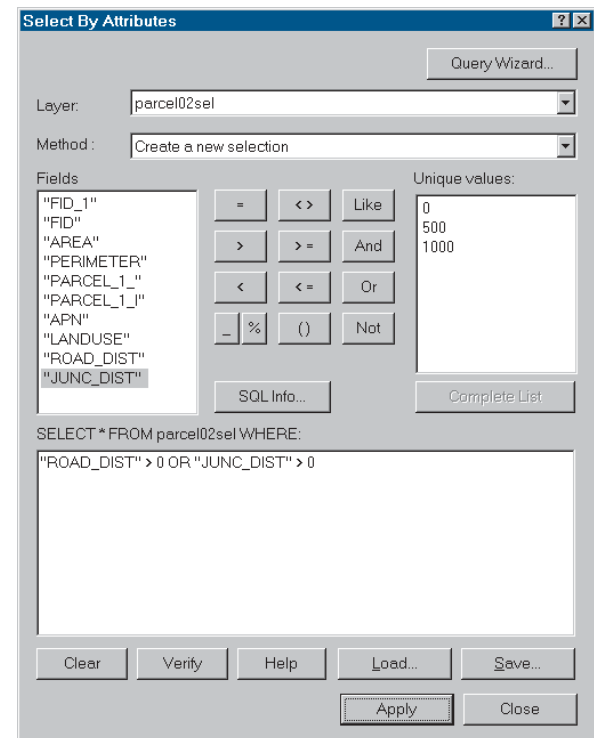 Select By Attributes
Query Wizard...
Layer: parcel02sel
Method : Create a new selection
Fields
Unique values:
"FID_1"
"FID"
"AREA"
"PERIMETER"
"PARCEL_1_"
"PARCEL_1_I"
"APN"
"LANDUSE"
"ROAD_DIST"
"JUNC_DIST"
= <> Like
> >= And
< <= Or
_ % () Not
0
500
1000
SQL Info...
Complete List
SELECT * FROM parcel02sel WHERE:
"ROAD_DIST" > 0 OR "JUNC_DIST" > 0
Clear Verify Help Load... Save...
Apply Close